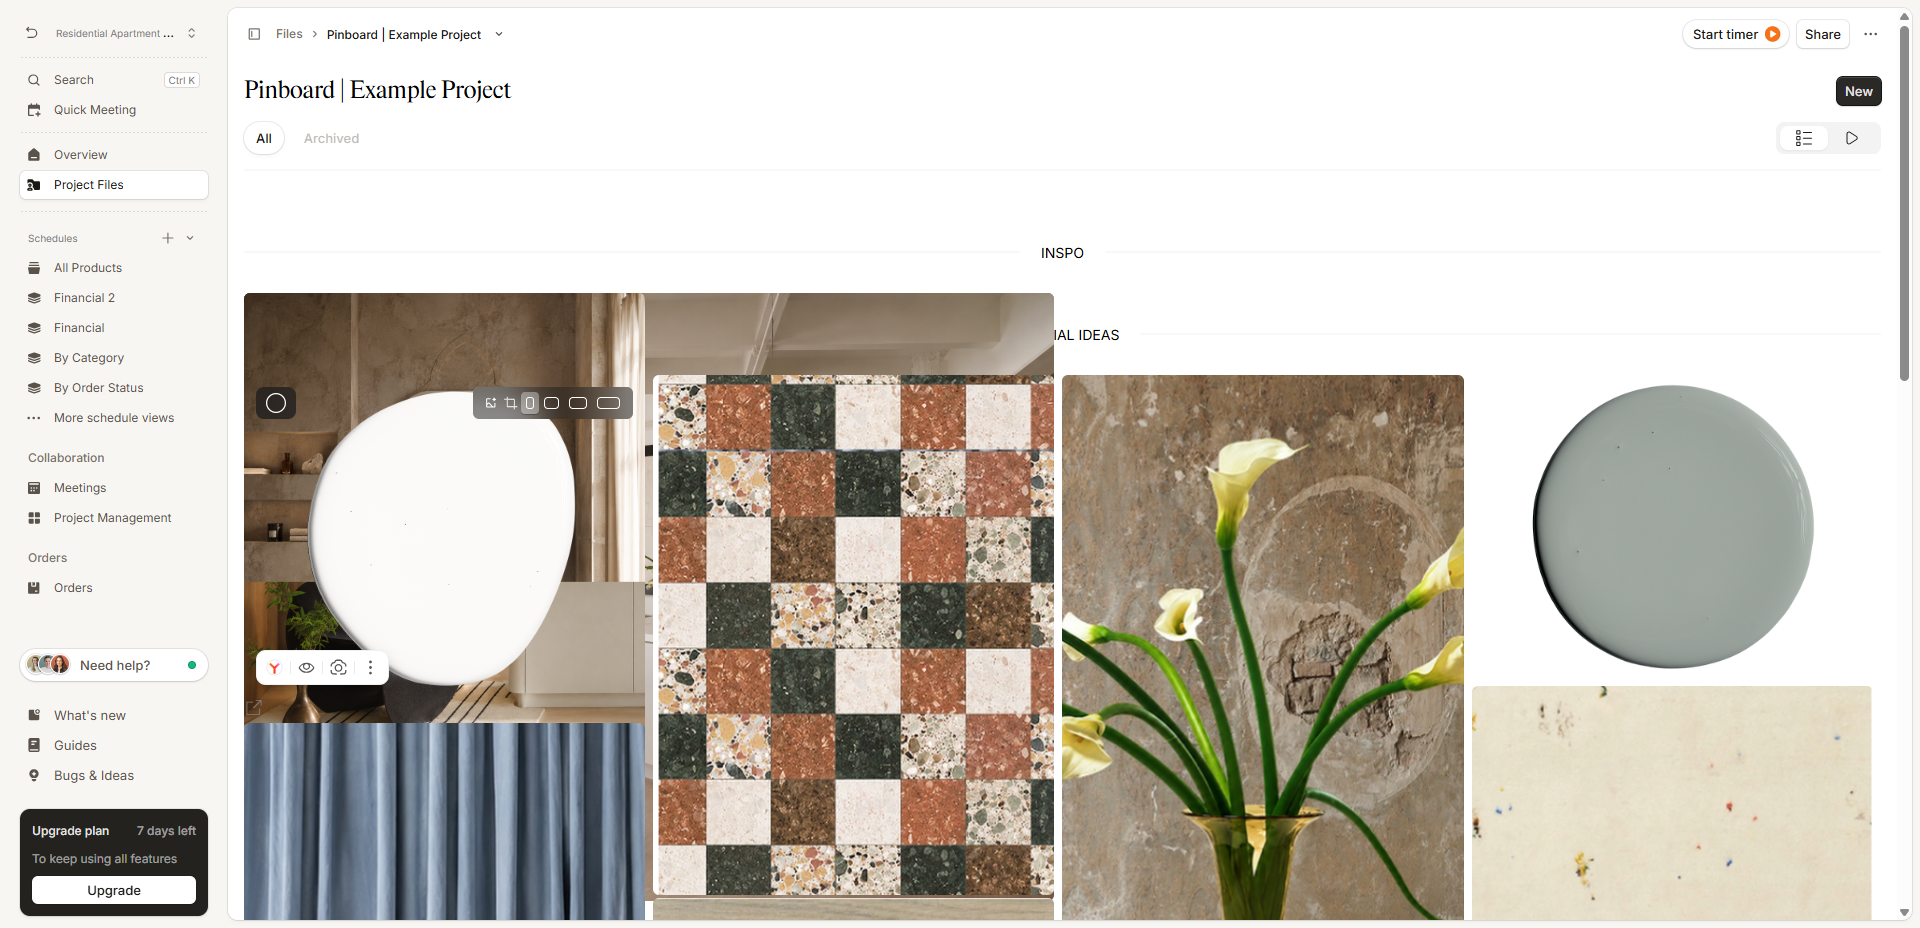 Residential Apartment ...
Search
Ctrl K
Quick Meeting
Overview
Project Files
Schedules
All Products
Financial 2
Financial
By Category
By Order Status
More schedule views
Collaboration
Meetings
Project Management
Orders
Orders
Need help?
What's new
Guides
Bugs & Ideas
Upgrade plan
7 days left
To keep using all features
Upgrade
Files
Pinboard | Example Project
Start timer
Share
Pinboard | Example Project
New
All
Archived
INSPO
IAL IDEAS